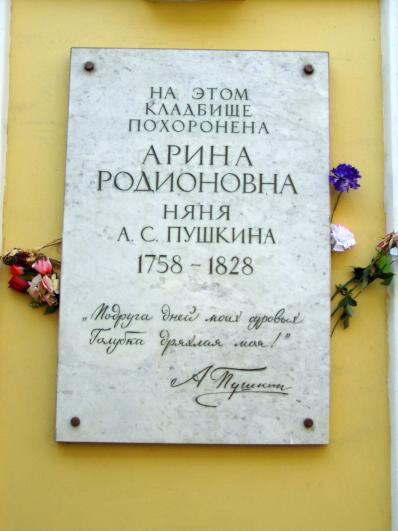 НА ЭТОМ
КЛАДБИЩЕ
ПОХОРОНЕНА
АРИНА
РОДИОНОВНА
НЯНЯ
А. С. ПУШКИНА
1758 – 1828
„Подруга дней моих суровых
Голубка дряхлая моя!"
А Пушкин